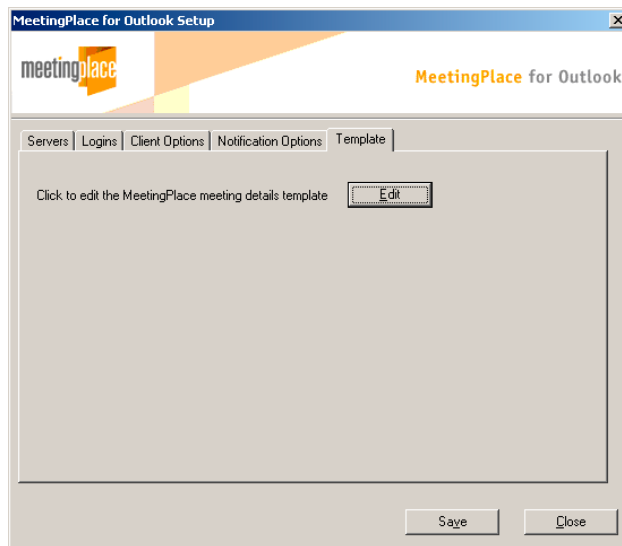 MeetingPlace for Outlook Setup
meetingplace
MeetingPlace for Outlook
Servers Logins Client Options Notification Options Template
Click to edit the MeetingPlace meeting details template Edit
Save Close